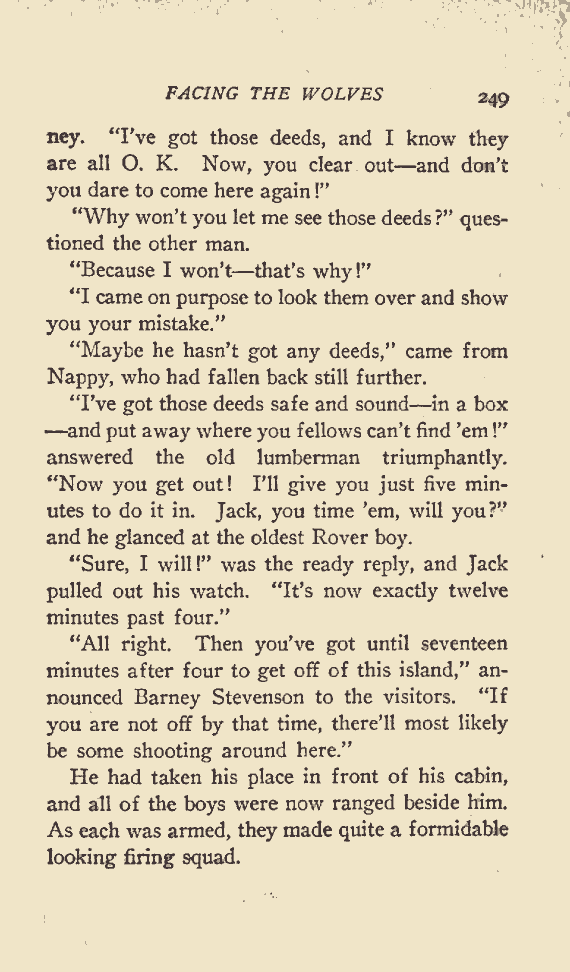 FACING THE WOLVES 249
ney. “I’ve got those deeds, and I know they
are all O. K. Now, you clear out—and don’t
you dare to come here again!”
“Why won’t you let me see those deeds?” ques-
tioned the other man.
“Because I won’t—that’s why!”
“I came on purpose to look them over and show
you your mistake.”
“Maybe he hasn’t got any deeds,” came from
Nappy, who had fallen back still further.
“I’ve got those deeds safe and sound—in a box
—and put away where you fellows can’t find ’em!”
answered the old lumberman triumphantly.
“Now you get out! I’ll give you just five min-
utes to do it in. Jack, you time ’em, will you?”
and he glanced at the oldest Rover boy.
“Sure, I will!” was the ready reply, and Jack
pulled out his watch. “It’s now exactly twelve
minutes past four.”
“All right. Then you’ve got until seventeen
minutes after four to get off of this island,” an-
nounced Barney Stevenson to the visitors. “If
you are not off by that time, there’ll most likely
be some shooting around here.”
He had taken his place in front of his cabin,
and all of the boys were now ranged beside him.
As each was armed, they made quite a formidable
looking firing squad.